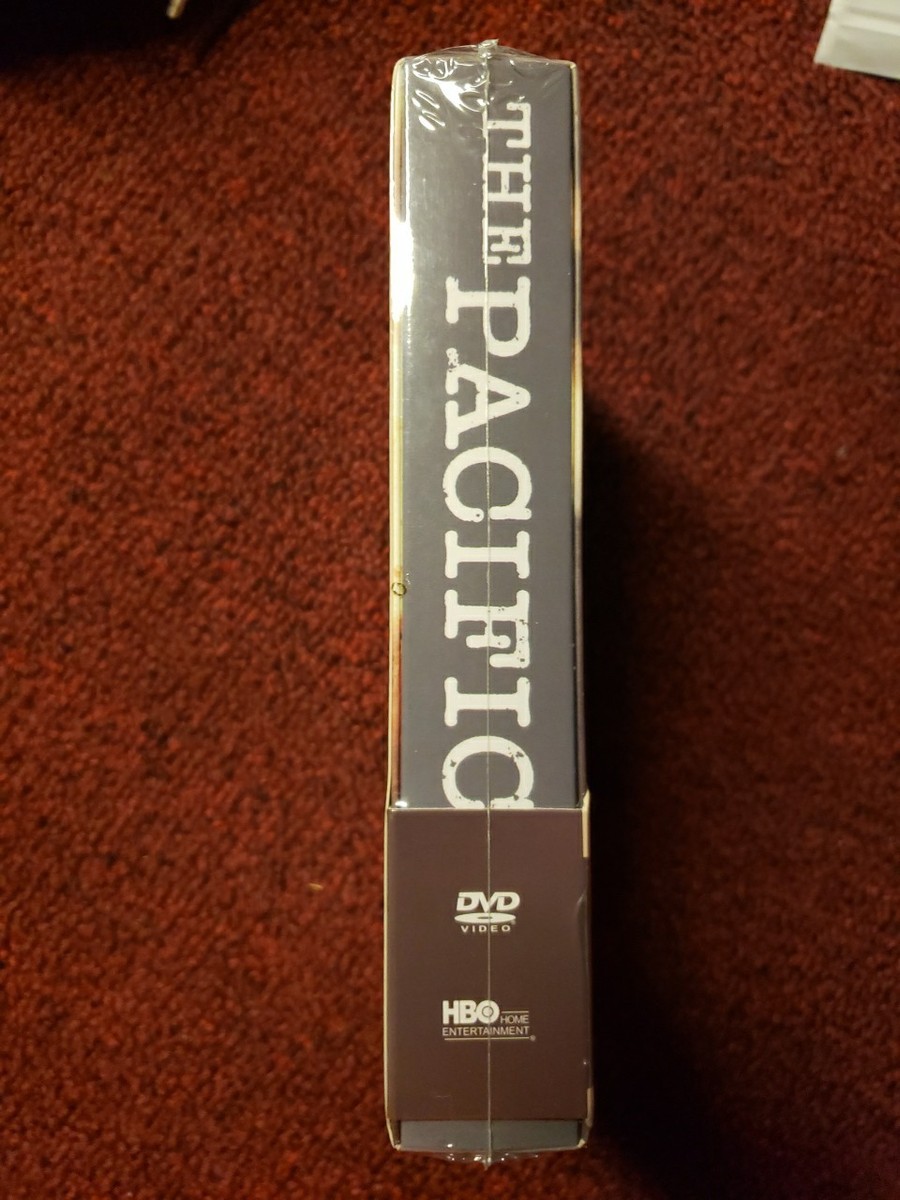 THE PACIFIC
DVD
VIDEO
HBO HOME
ENTERTAINMENT®